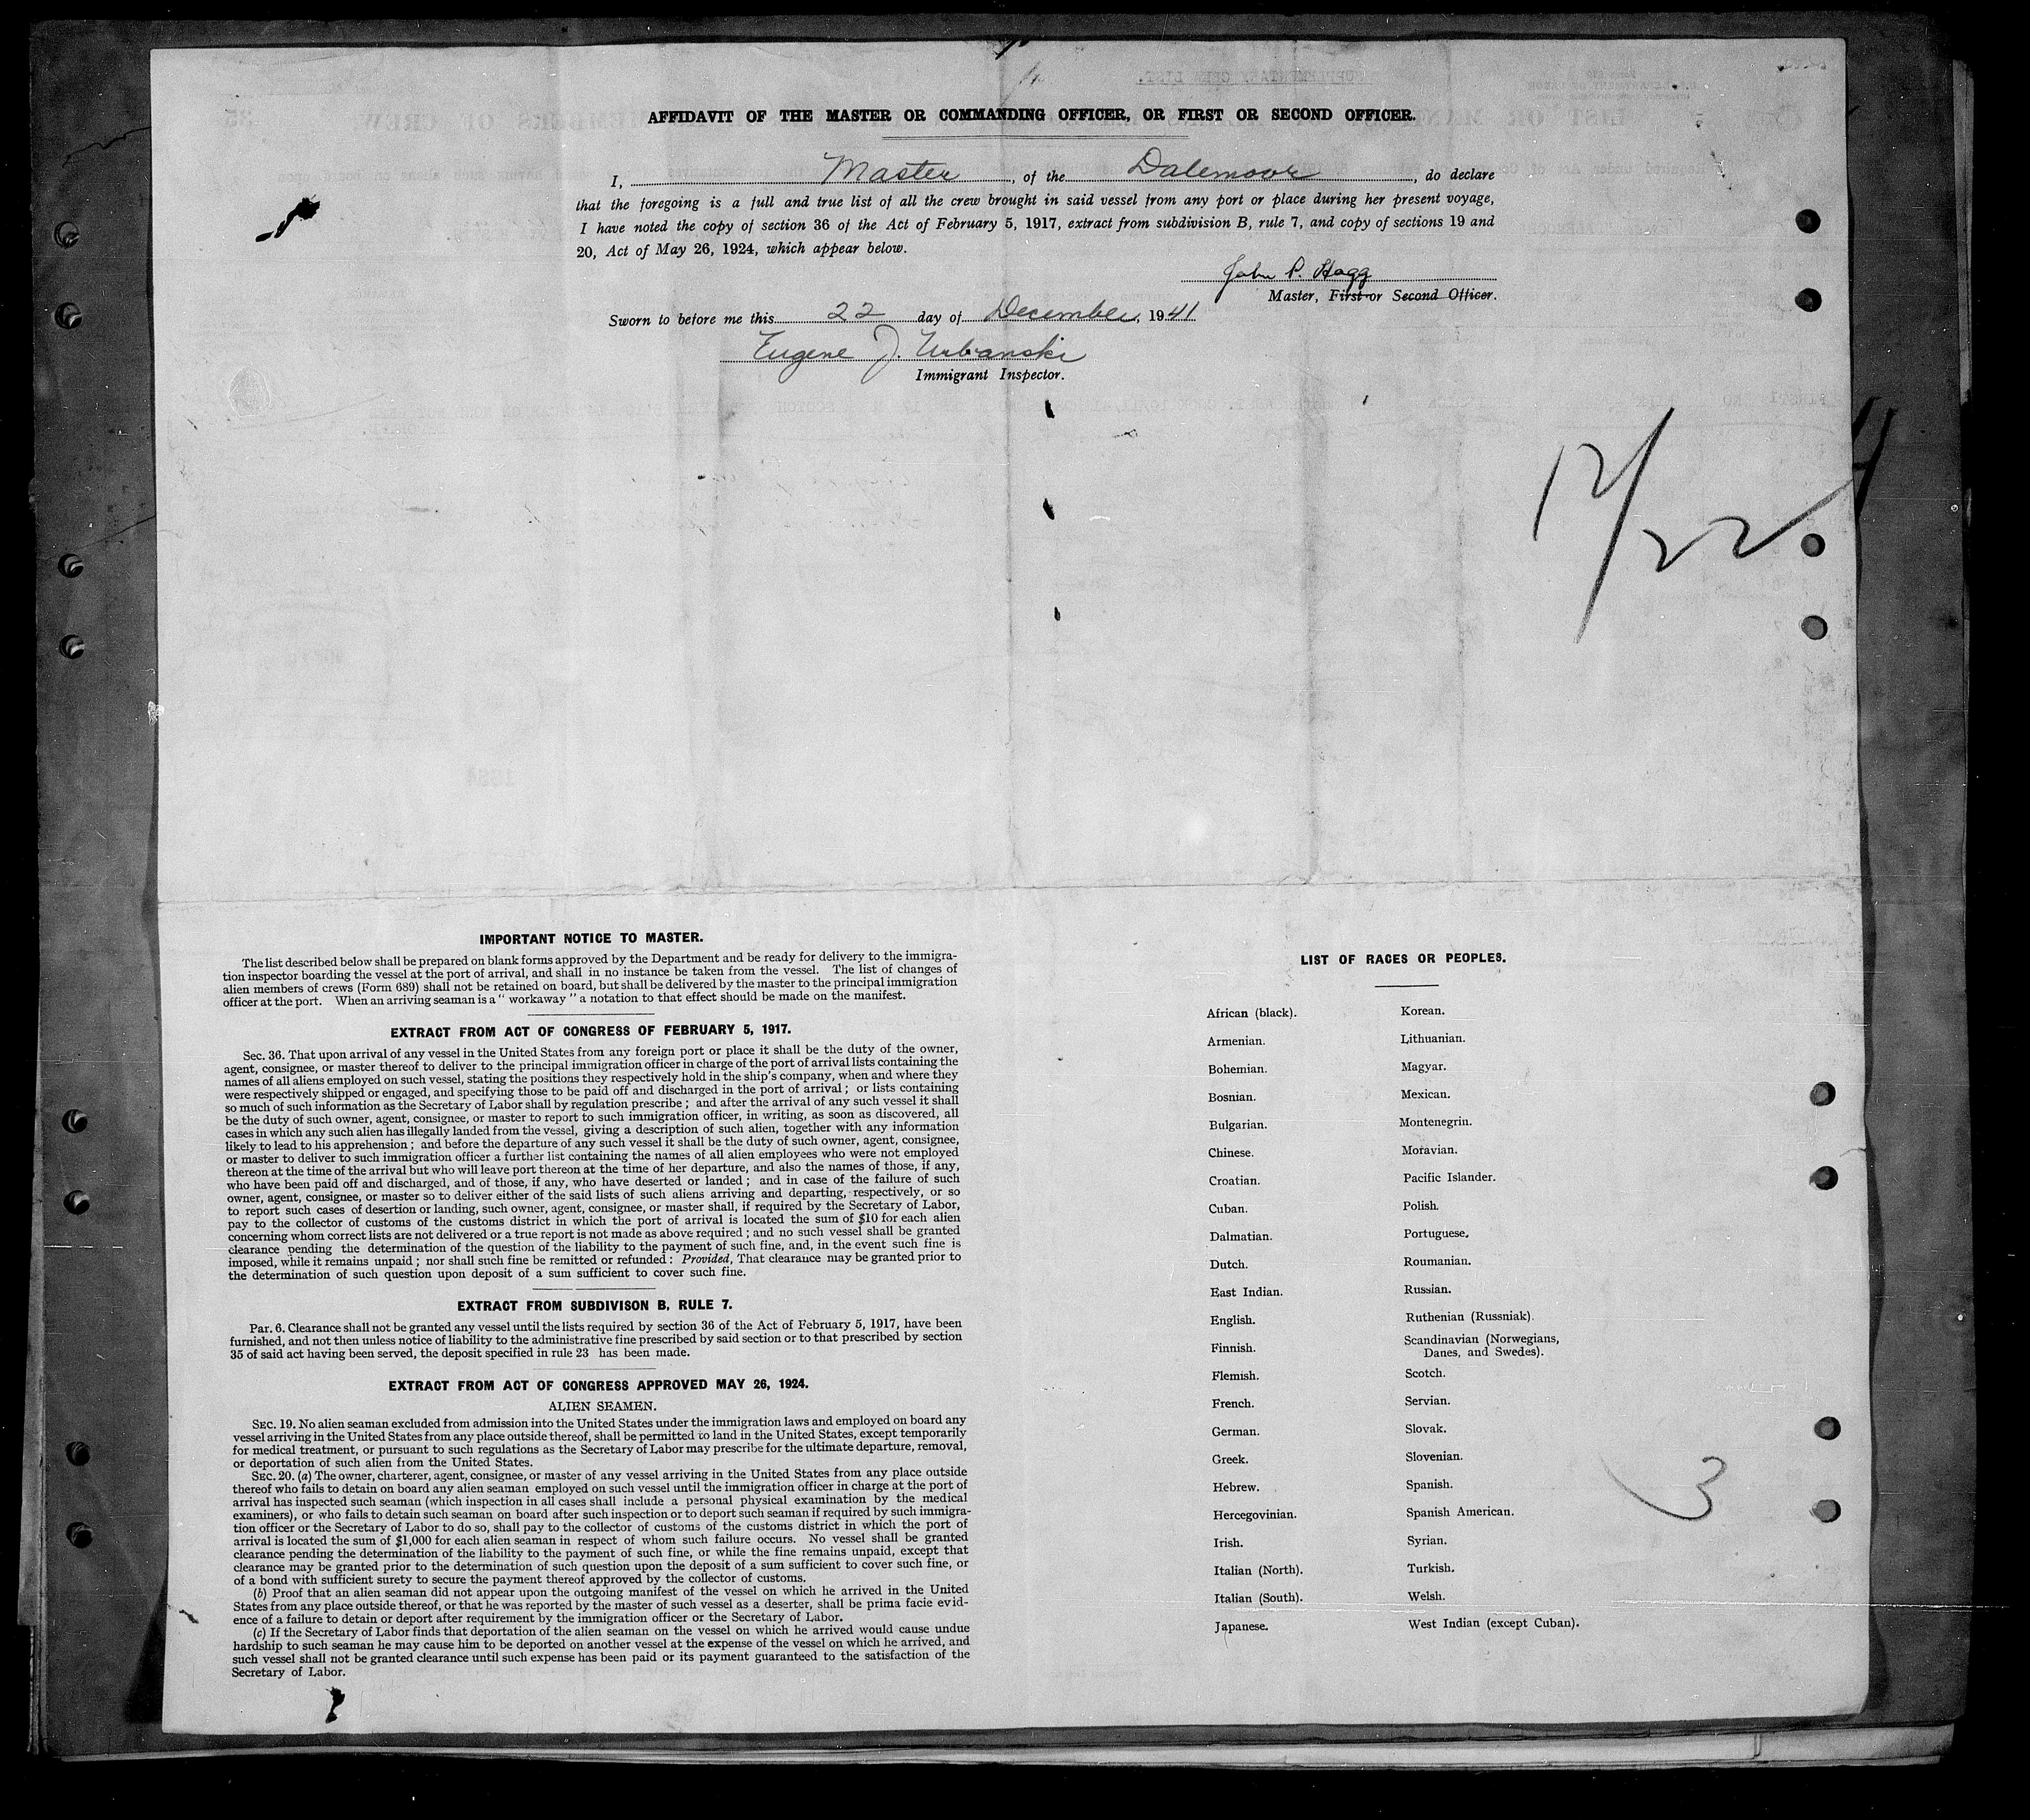 AFFIDAVIT OF THE MASTER OR COMMANDING OFFICER, OR FIRST OR SECOND OFFICER.
I, Master, of the Dalemoor, do declare
that the foregoing is a full and true list of all the crew brought in said vessel from any port or place during her present voyage,
I have noted the copy of section 36 of the Act of February 5, 1917, extract from subdivision B, rule 7, and copy of sections 19 and
20, Act of May 26, 1924, which appear below.
John P. Hogg
Master, First or Second Officer.
Sworn to before me this 22 day of December, 1941
Eugene J. Urbanski
Immigrant Inspector.
12/22
IMPORTANT NOTICE TO MASTER.
The list described below shall be prepared on blank forms approved by the Department and be ready for delivery to the immigra-
tion inspector boarding the vessel at the port of arrival, and shall in no instance be taken from the vessel. The list of changes of
alien members of crews (Form 689) shall not be retained on board, but shall be delivered by the master to the principal immigration
officer at the port. When an arriving seaman is a " workaway " a notation to that effect should be made on the manifest.
EXTRACT FROM ACT OF CONGRESS OF FEBRUARY 5, 1917.
Sec. 36. That upon arrival of any vessel in the United States from any foreign port or place it shall be the duty of the owner,
agent, consignee, or master thereof to deliver to the principal immigration officer in charge of the port of arrival lists containing the
names of all aliens employed on such vessel, stating the positions they respectively hold in the ship's company, when and where they
were respectively shipped or engaged, and specifying those to be paid off and discharged in the port of arrival ; or lists containing
so much of such information as the Secretary of Labor shall by regulation prescribe ; and after the arrival of any such vessel it shall
be the duty of such owner, agent, consignee, or master to report to such immigration officer, in writing, as soon as discovered, all
cases in which any such alien has illegally landed from the vessel, giving a description of such alien, together with any information
likely to lead to his apprehension ; and before the departure of any such vessel it shall be the duty of such owner, agent, consignee,
or master to deliver to such immigration officer a further list containing the names of all alien employees who were not employed
thereon at the time of the arrival but who will leave port thereon at the time of her departure, and also the names of those, if any,
who have been paid off and discharged, and of those, if any, who have deserted or landed ; and in case of the failure of such
owner, agent, consignee, or master so to deliver either of the said lists of such aliens arriving and departing, respectively, or so
to report such cases of desertion or landing, such owner, agent, consignee, or master shall, if required by the Secretary of Labor,
pay to the collector of customs of the customs district in which the port of arrival is located the sum of $10 for each alien
concerning whom correct lists are not delivered or a true report is not made as above required ; and no such vessel shall be granted
clearance pending the determination of the question of the liability to the payment of such fine, and, in the event such fine is
imposed, while it remains unpaid ; nor shall such fine be remitted or refunded : Provided, That clearance may be granted prior to
the determination of such question upon deposit of a sum sufficient to cover such fine.
EXTRACT FROM SUBDIVISON B, RULE 7.
Par. 6. Clearance shall not be granted any vessel until the lists required by section 36 of the Act of February 5, 1917, have been
furnished, and not then unless notice of liability to the administrative fine prescribed by said section or to that prescribed by section
35 of said act having been served, the deposit specified in rule 23 has been made.
EXTRACT FROM ACT OF CONGRESS APPROVED MAY 26, 1924.
ALIEN SEAMEN.
SEC. 19. No alien seaman excluded from admission into the United States under the immigration laws and employed on board any
vessel arriving in the United States from any place outside thereof, shall be permitted to land in the United States, except temporarily
for medical treatment, or pursuant to such regulations as the Secretary of Labor may prescribe for the ultimate departure, removal,
or deportation of such alien from the United States.
SEC. 20. (a) The owner, charterer, agent, consignee, or master of any vessel arriving in the United States from any place outside
thereof who fails to detain on board any alien seaman employed on such vessel until the immigration officer in charge at the port of
arrival has inspected such seaman (which inspection in all cases shall include a personal physical examination by the medical
examiners), or who fails to detain such seaman on board after such inspection or to deport such seaman if required by such immigra-
tion officer or the Secretary of Labor to do so, shall pay to the collector of customs of the customs district in which the port of
arrival is located the sum of $1,000 for each alien seaman in respect of whom such failure occurs. No vessel shall be granted
clearance pending the determination of the liability to the payment of such fine, or while the fine remains unpaid, except that
clearance may be granted prior to the determination of such question upon the deposit of a sum sufficient to cover such fine, or
of a bond with sufficient surety to secure the payment thereof approved by the collector of customs.
(b) Proof that an alien seaman did not appear upon the outgoing manifest of the vessel on which he arrived in the United
States from any place outside thereof, or that he was reported by the master of such vessel as a deserter, shall be prima facie evid-
ence of a failure to detain or deport after requirement by the immigration officer or the Secretary of Labor.
(c) If the Secretary of Labor finds that deportation of the alien seaman on the vessel on which he arrived would cause undue
hardship to such seaman he may cause him to be deported on another vessel at the expense of the vessel on which he arrived, and
such vessel shall not be granted clearance until such expense has been paid or its payment guaranteed to the satisfaction of the
Secretary of Labor.
LIST OF RACES OR PEOPLES.
African (black).
Armenian.
Bohemian.
Bosnian.
Bulgarian.
Chinese.
Croatian.
Cuban.
Dalmatian.
Dutch.
East Indian.
English.
Finnish.
Flemish.
French.
German.
Greek.
Hebrew.
Hercegovinian.
Irish.
Italian (North).
Italian (South).
Japanese.
Korean.
Lithuanian.
Magyar.
Mexican.
Montenegrin.
Moravian.
Pacific Islander.
Polish.
Portuguese.
Roumanian.
Russian.
Ruthenian (Russniak).
Scandinavian (Norwegians,
Danes, and Swedes).
Scotch.
Servian.
Slovak.
Slovenian.
Spanish.
Spanish American.
Syrian.
Turkish.
Welsh.
West Indian (except Cuban).
3